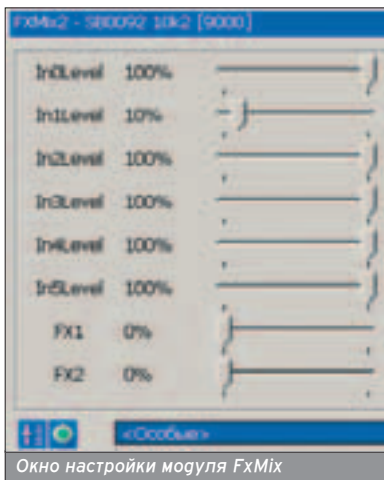 FXMix2 - SB0092 10k2 [9000]
In0Level 100%
In1Level 10%
In2Level 100%
In3Level 100%
In4Level 100%
In5Level 100%
FX1 0%
FX2 0%
<Особые>
Окно настройки модуля FxMix